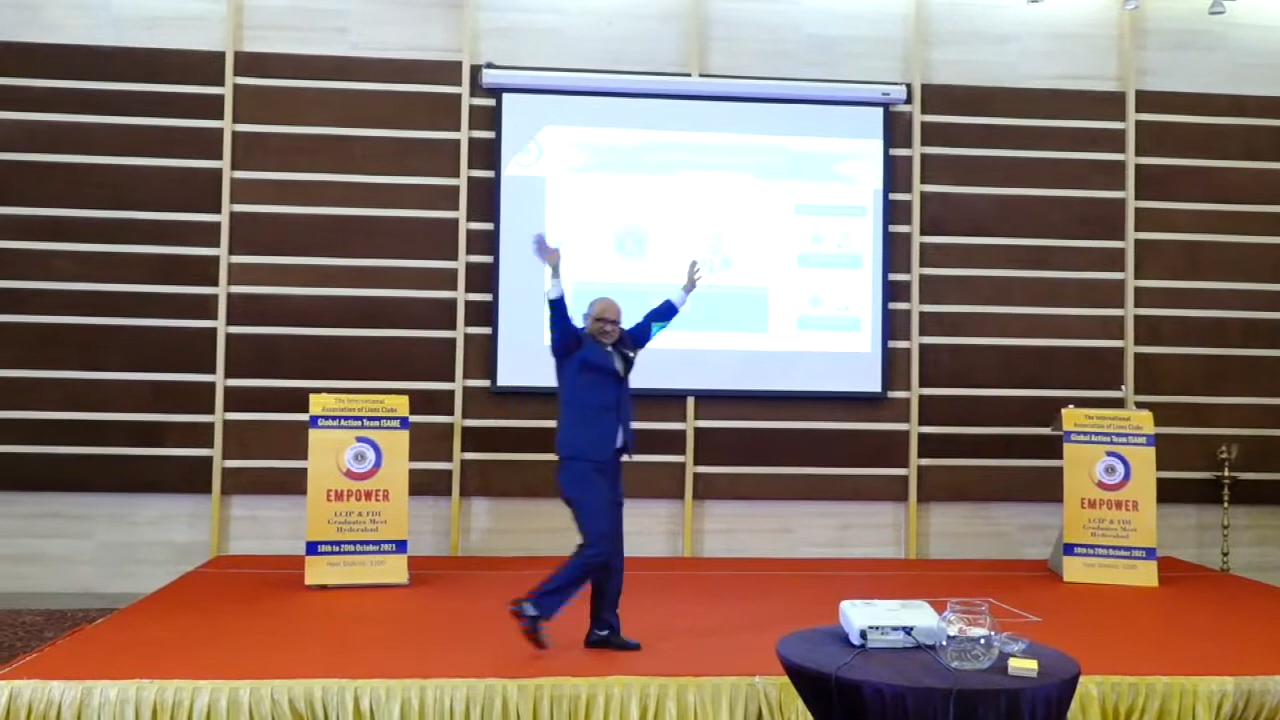 The International
Association of Lions Clubs
Global Action Team ISAME
EMPOWER
LCIP & FDI
Graduates Meet
Hyderabad
18th to 20th October 2021
The International
Association of Lions Clubs
Global Action Team ISAME
EMPOWER
LCIP & FDI
Graduates Meet
Hyderabad
18th to 20th October 2021